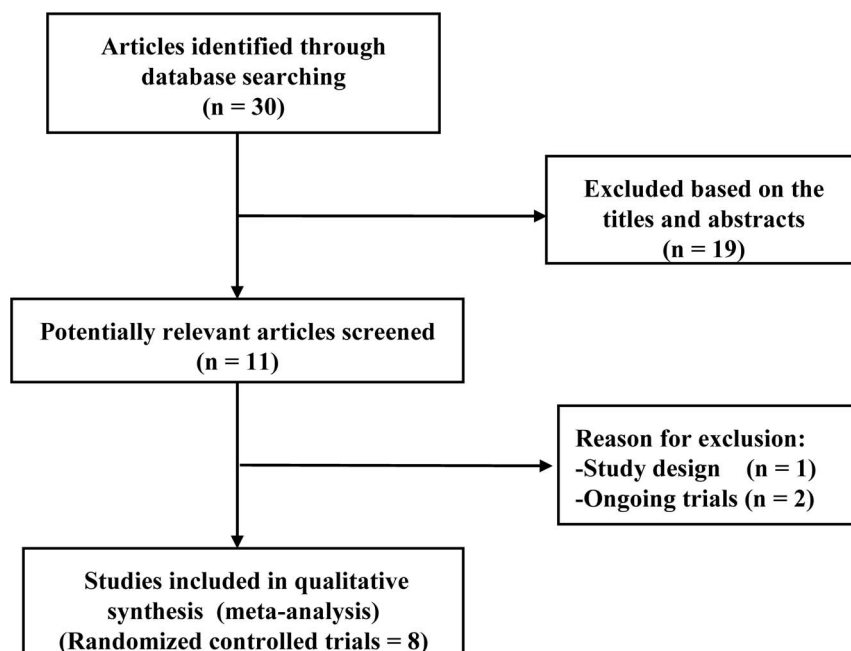 Articles identified through
database searching
(n = 30)
Excluded based on the
titles and abstracts
(n = 19)
Potentially relevant articles screened
(n = 11)
Reason for exclusion:
-Study design (n = 1)
-Ongoing trials (n = 2)
Studies included in qualitative
synthesis (meta-analysis)
(Randomized controlled trials = 8)